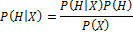 P(H|X) = P(H|X)P(H) / P(X)